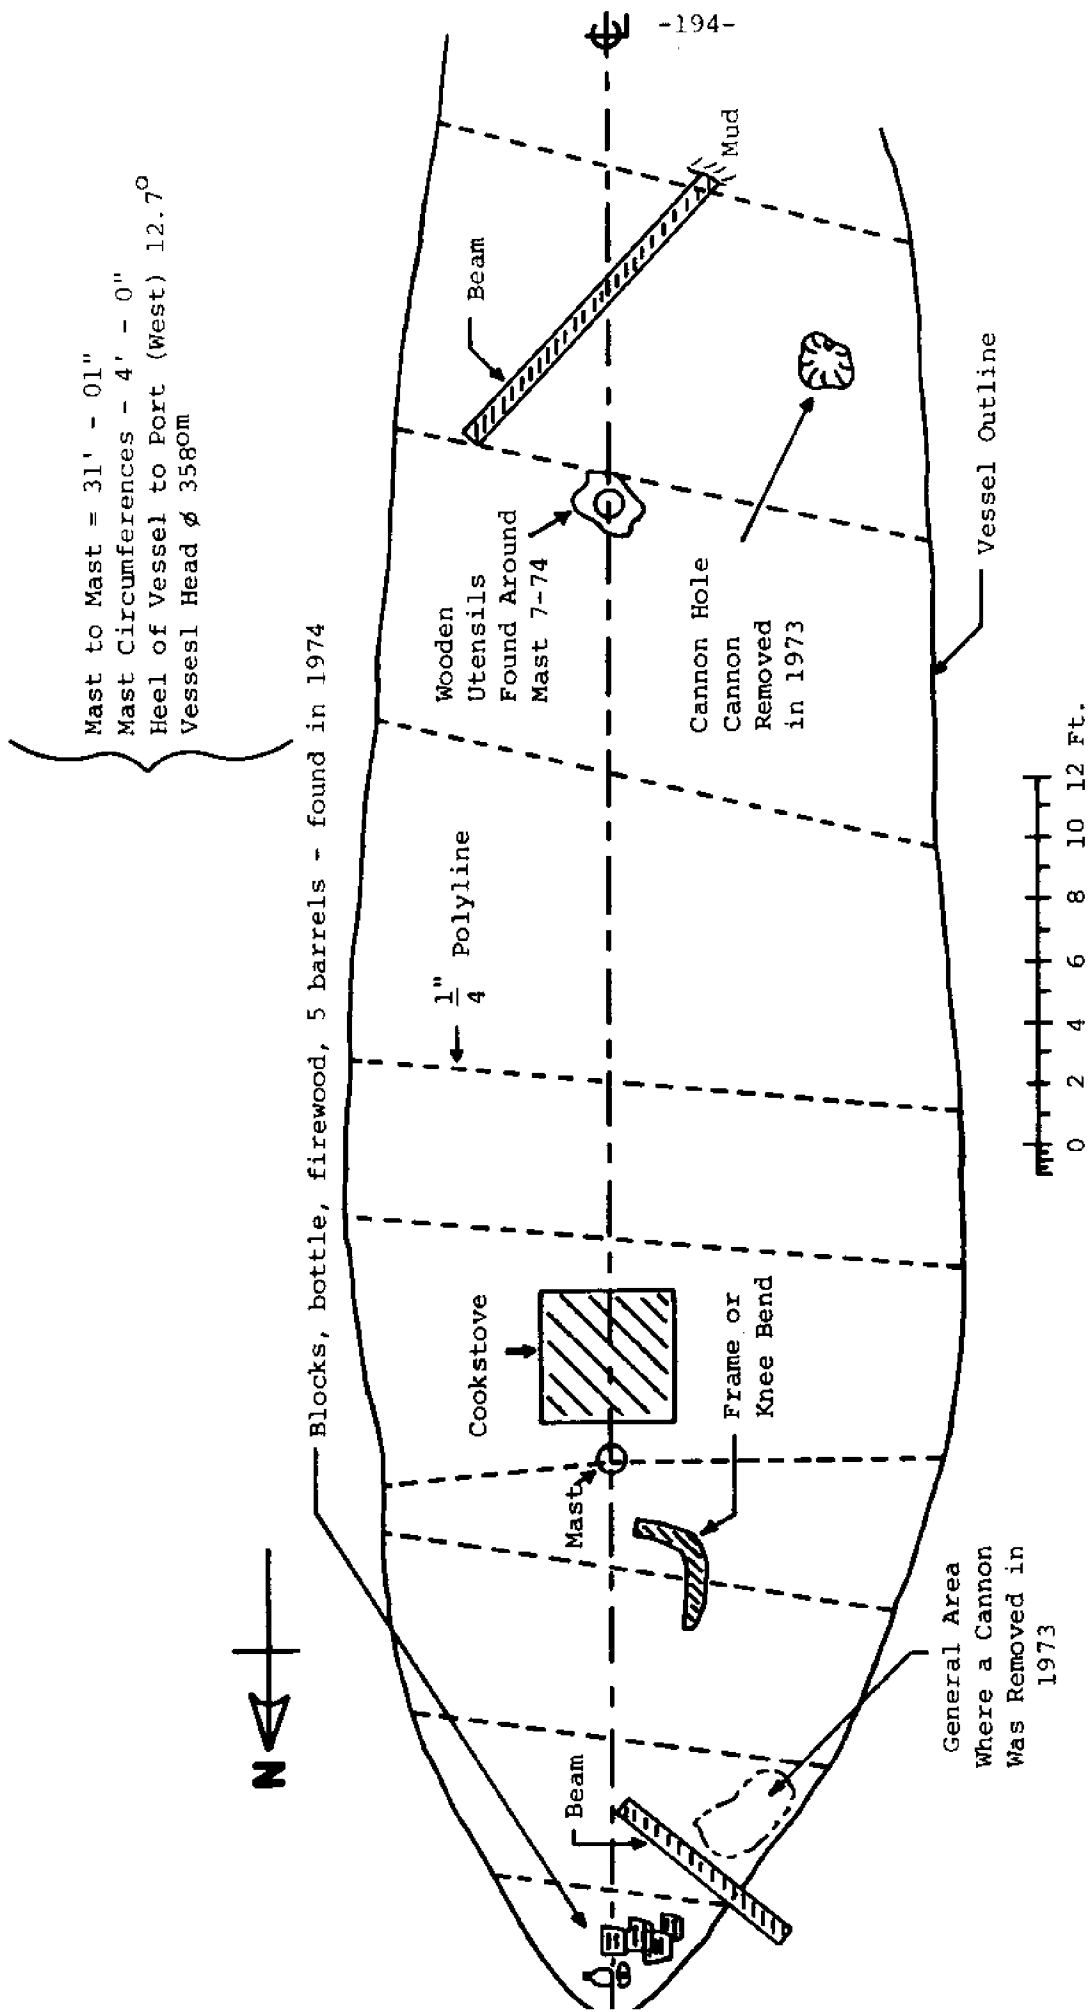 -194-
Mast to Mast = 31' - 01"
Mast Circumferences - 4' - 0"
Heel of Vessel to Port (West) 12.7°
Vessesl Head ø 358°m
Blocks, bottle, firewood, 5 barrels - found in 1974
N
Beam
Mud
Wooden
Utensils
Found Around
Mast 7-74
Cannon Hole
Cannon
Removed
in 1973
Vessel Outline
1"/4 Polyline
Cookstove
Mast
Frame or
Knee Bend
Beam
General Area
Where a Cannon
Was Removed in
1973
0 2 4 6 8 10 12 Ft.